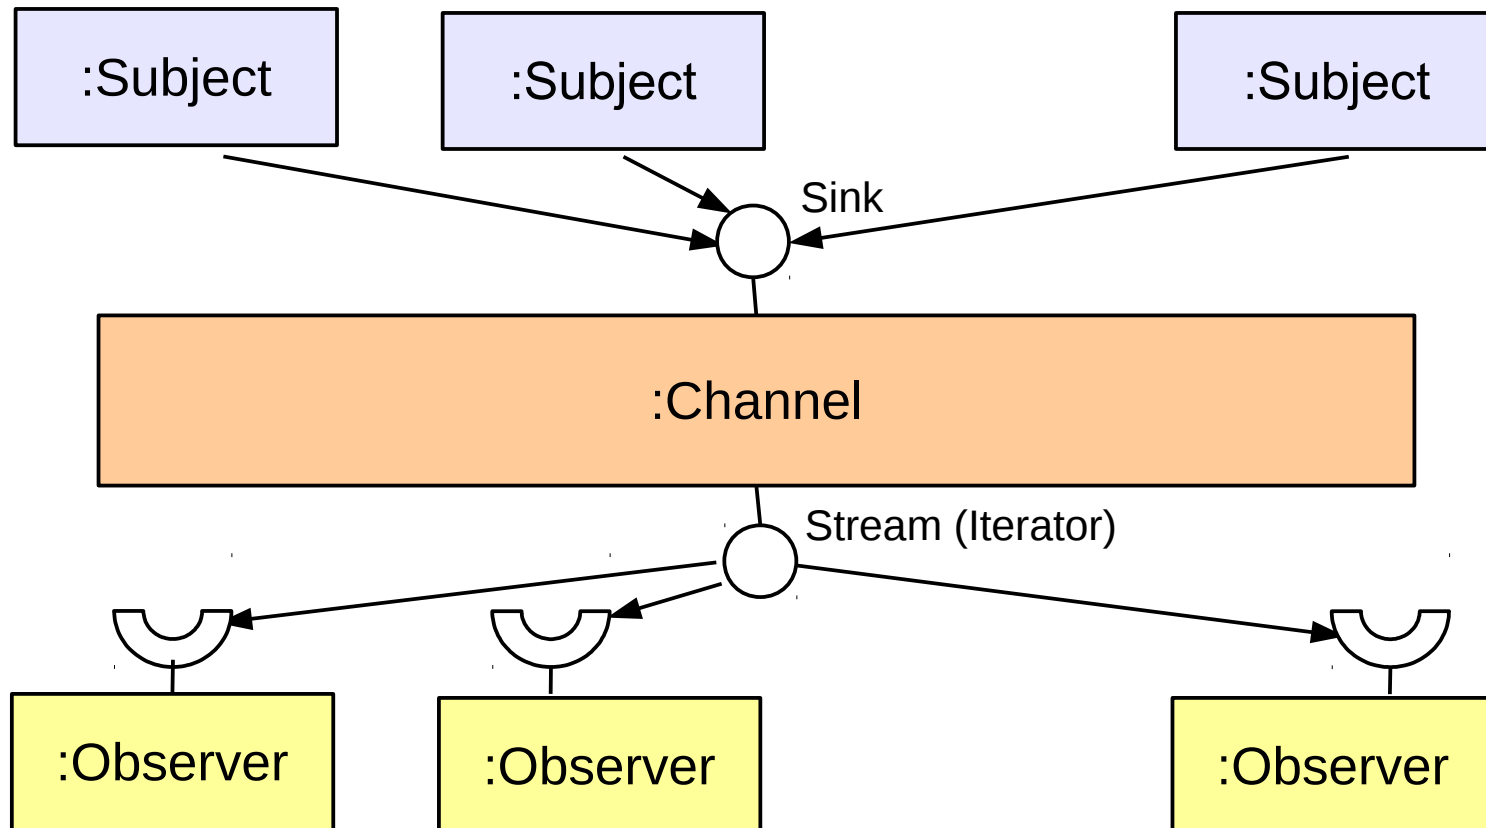 :Subject
:Subject
:Subject
Sink
:Channel
Stream (Iterator)
:Observer
:Observer
:Observer